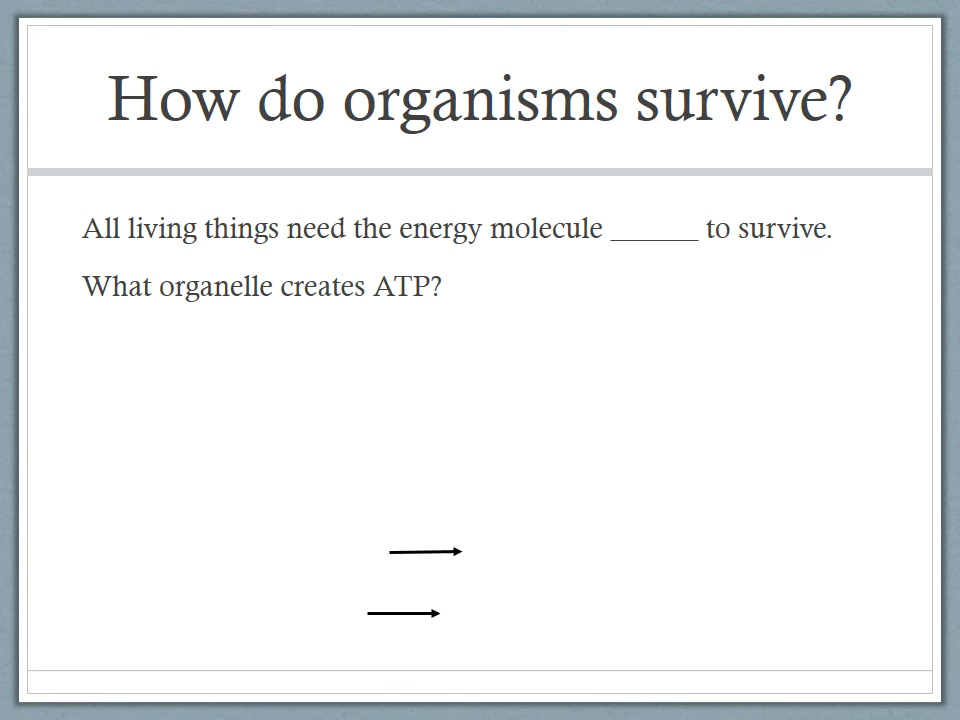 How do organisms survive?
All living things need the energy molecule ______ to survive.
What organelle creates ATP?